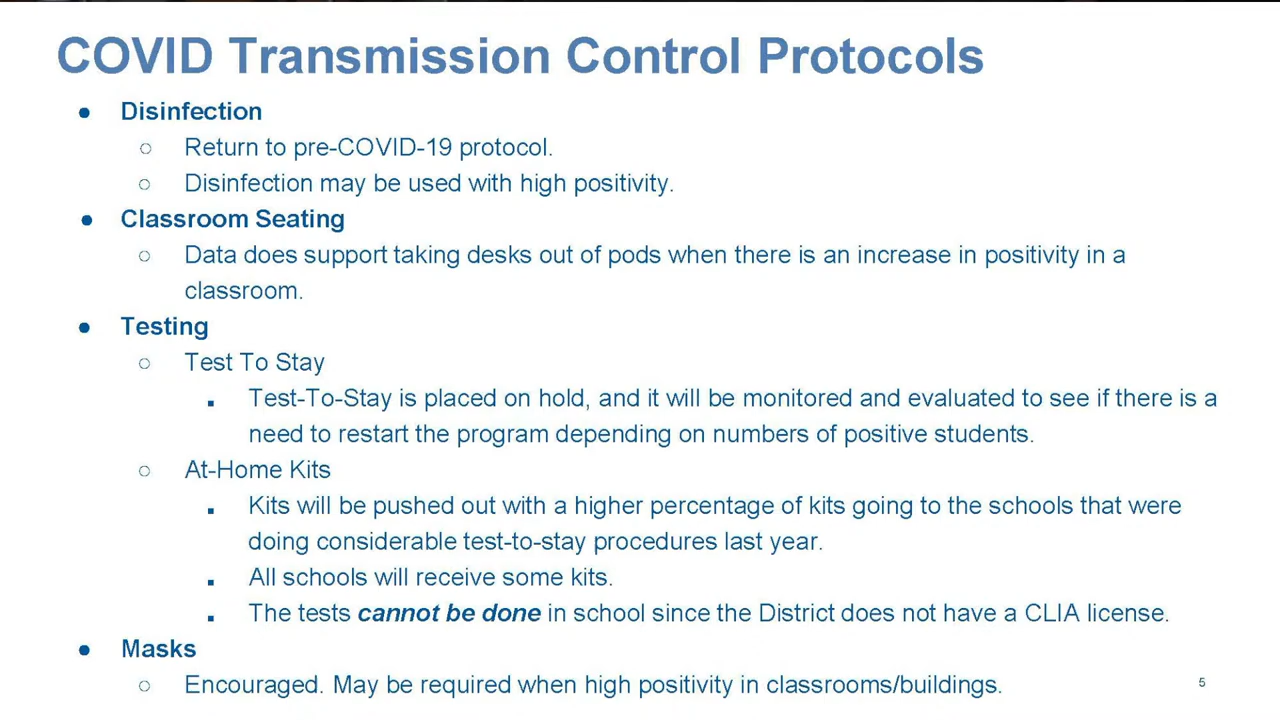 COVID Transmission Control Protocols
● Disinfection
○ Return to pre-COVID-19 protocol.
○ Disinfection may be used with high positivity.
● Classroom Seating
○ Data does support taking desks out of pods when there is an increase in positivity in a
classroom.
● Testing
○ Test To Stay
■ Test-To-Stay is placed on hold, and it will be monitored and evaluated to see if there is a
need to restart the program depending on numbers of positive students.
○ At-Home Kits
■ Kits will be pushed out with a higher percentage of kits going to the schools that were
doing considerable test-to-stay procedures last year.
■ All schools will receive some kits.
■ The tests cannot be done in school since the District does not have a CLIA license.
● Masks
○ Encouraged. May be required when high positivity in classrooms/buildings.
5